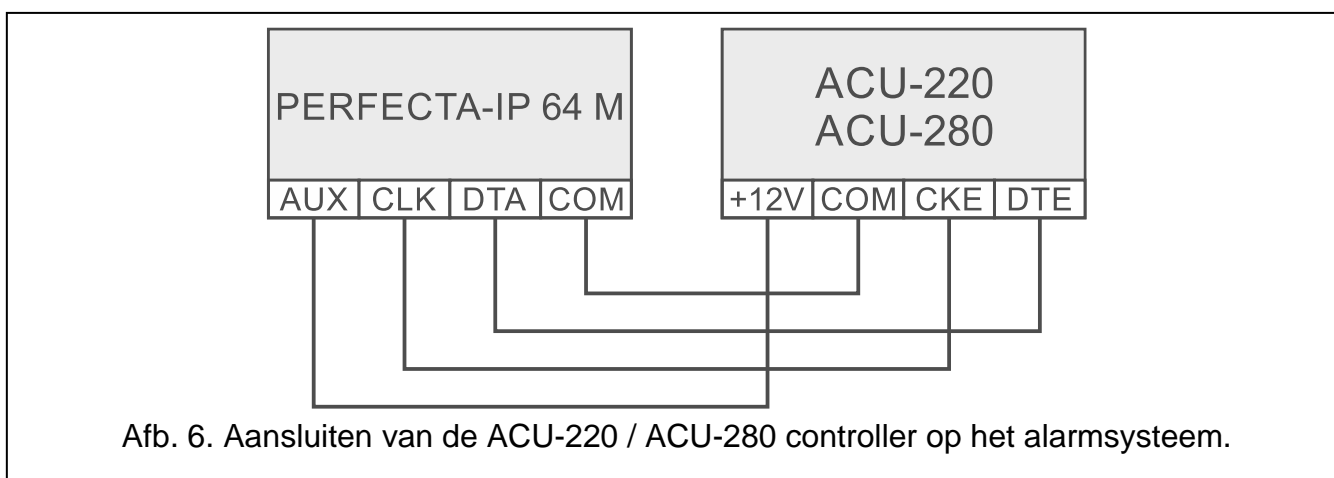 PERFECTA-IP 64 M
AUX CLK DTA COM
ACU-220
ACU-280
+12V COM CKE DTE
Afb. 6. Aansluiten van de ACU-220 / ACU-280 controller op het alarmsysteem.